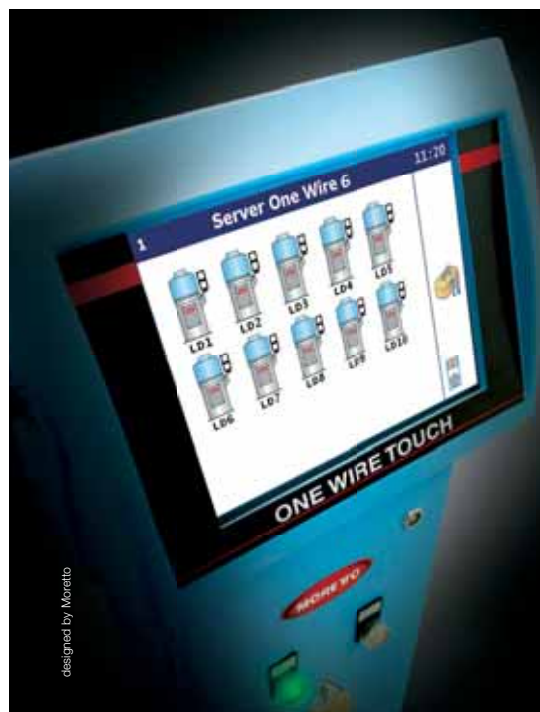 1 Server One Wire 6 11:20
LD1 LD2 LD3 LD4 LD5
LD6 LD7 LD8 LF9 LD10
ONE WIRE TOUCH
MORETTO
designed by Moretto